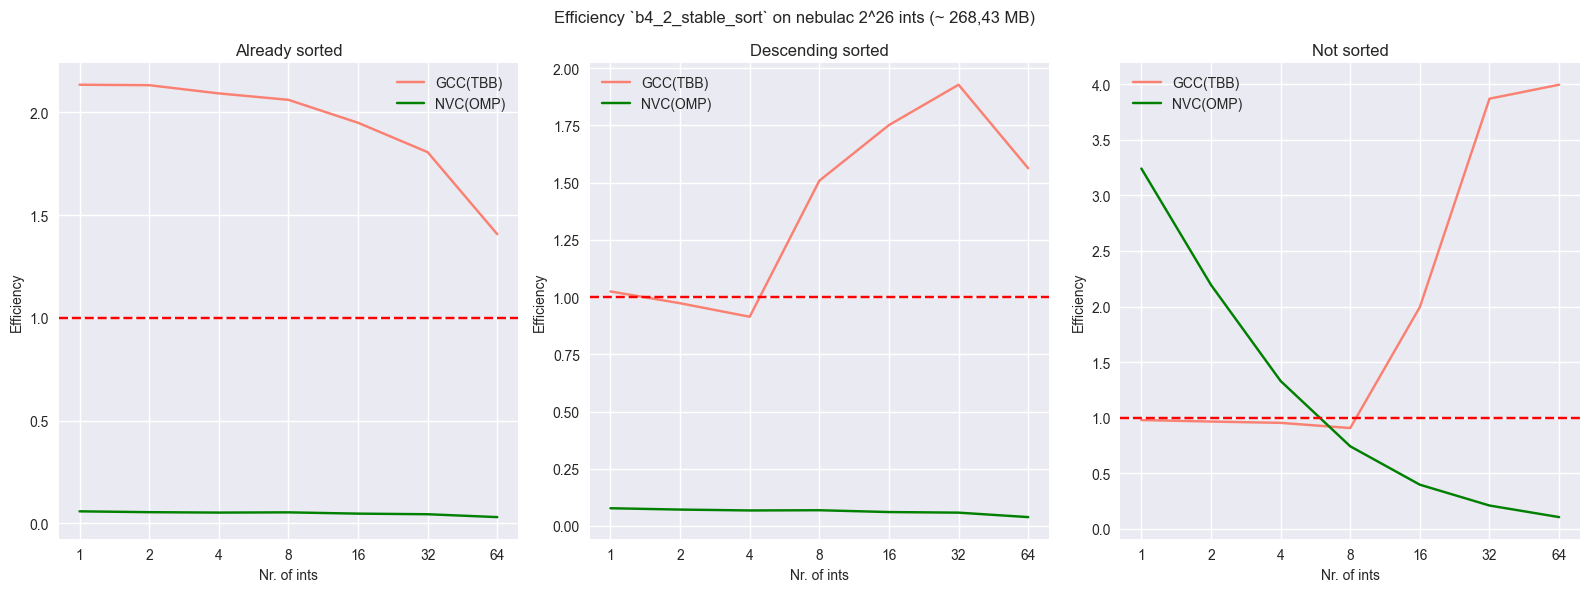 Efficiency `b4_2_stable_sort` on nebulac 2^26 ints (~ 268,43 MB)
Already sorted
GCC(TBB)
NVC(OMP)
2.0
1.5
1.0
0.5
0.0
Efficiency
1 2 4 8 16 32 64
Nr. of ints
Descending sorted
GCC(TBB)
NVC(OMP)
2.00
1.75
1.50
1.25
1.00
0.75
0.50
0.25
0.00
Efficiency
1 2 4 8 16 32 64
Nr. of ints
Not sorted
GCC(TBB)
NVC(OMP)
4.0
3.5
3.0
2.5
2.0
1.5
1.0
0.5
0.0
Efficiency
1 2 4 8 16 32 64
Nr. of ints